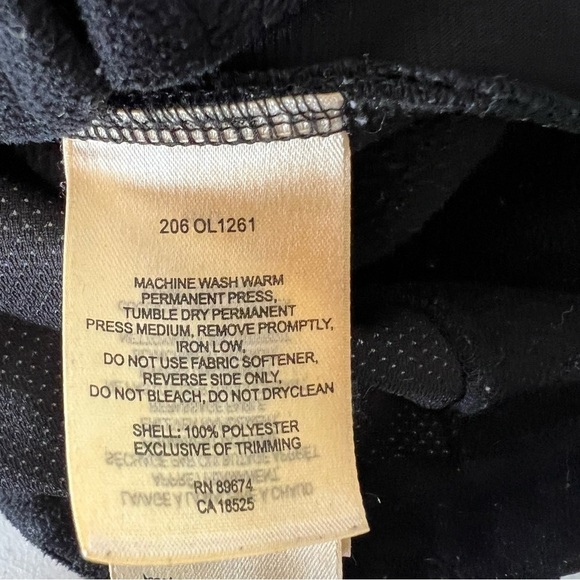 206 OL1261
MACHINE WASH WARM
PERMANENT PRESS,
TUMBLE DRY PERMANENT
PRESS MEDIUM, REMOVE PROMPTLY,
IRON LOW,
DO NOT USE FABRIC SOFTENER,
REVERSE SIDE ONLY,
DO NOT BLEACH, DO NOT DRYCLEAN
SHELL: 100% POLYESTER
EXCLUSIVE OF TRIMMING
RN 89674
CA 18525